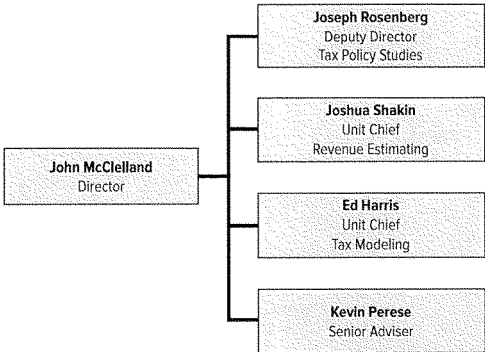 John McClelland
Director
Joseph Rosenberg
Deputy Director
Tax Policy Studies
Joshua Shakin
Unit Chief
Revenue Estimating
Ed Harris
Unit Chief
Tax Modeling
Kevin Perese
Senior Adviser